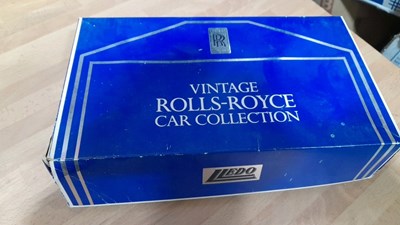 RR
VINTAGE
ROLLS-ROYCE
CAR COLLECTION
LLEDO